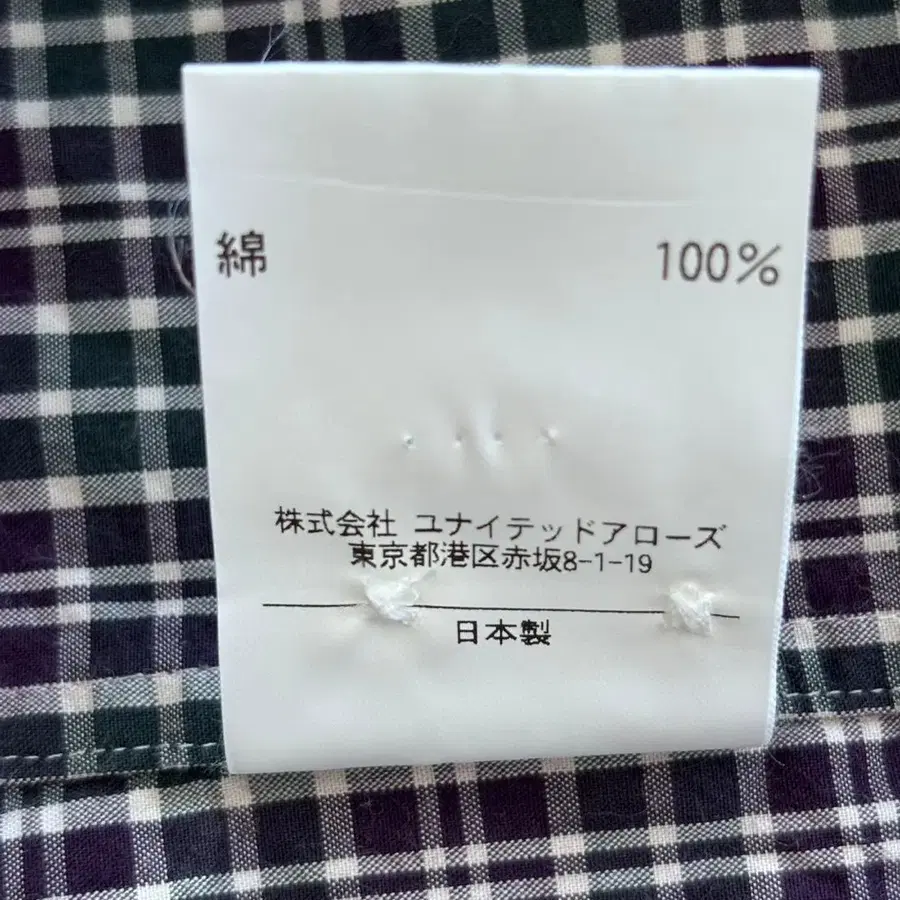 綿 100%
株式会社 ユナイテッドアローズ
東京都港区赤坂8-1-19
日本製